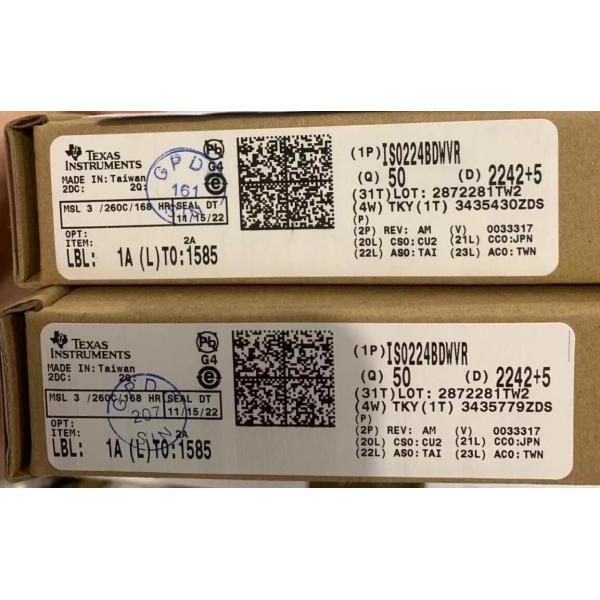 TEXAS
INSTRUMENTS
MADE IN: Taiwan
2DC: 2Q:
MSL 3 /260C/168 HR SEAL DT
11/15/22
OPT:
ITEM:
2A
LBL: 1A (L)TO:1585
Pb
G4
e
GPD
161
(1P)ISO224BDWVR
(Q) 50 (D) 2242+5
(31T)LOT: 2872281TW2
(4W) TKY(1T) 3435430ZDS
(P)
(2P) REV: AM (V) 0033317
(20L) CSO:CU2 (21L) CCO:JPN
(22L) ASO:TAI (23L) ACO:TWN
TEXAS
INSTRUMENTS
MADE IN: Taiwan
2DC: 2Q:
MSL 3 /260C/168 HR SEAL DT
11/15/22
OPT:
ITEM:
2A
LBL: 1A (L)TO:1585
Pb
G4
e
GPD
207
(1P)ISO224BDWVR
(Q) 50 (D) 2242+5
(31T)LOT: 2872281TW2
(4W) TKY(1T) 3435779ZDS
(P)
(2P) REV: AM (V) 0033317
(20L) CSO:CU2 (21L) CCO:JPN
(22L) ASO:TAI (23L) ACO:TWN